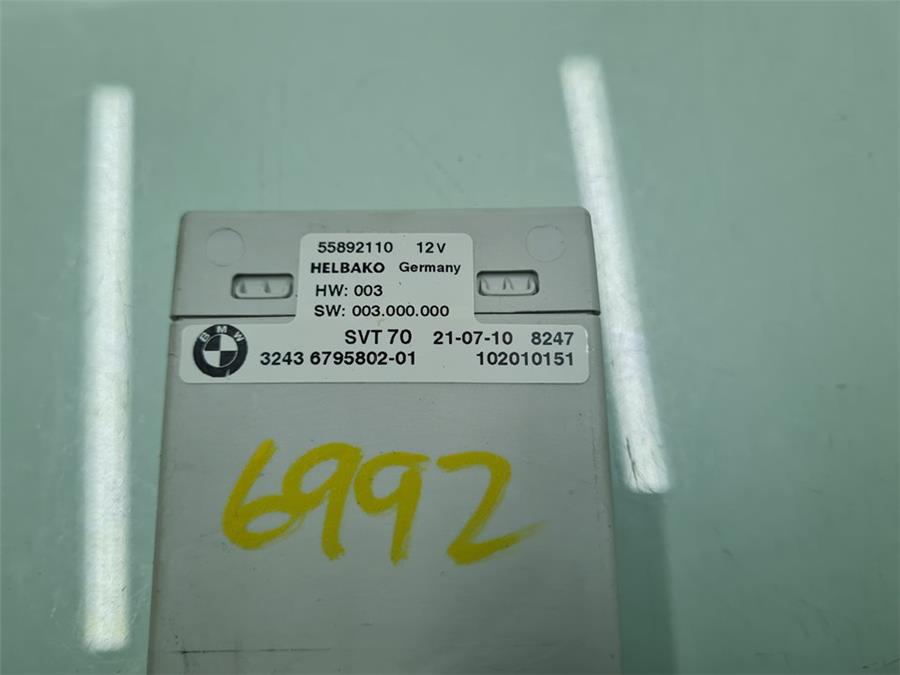 55892110 12V
HELBAKO Germany
HW: 003
SW: 003.000.000
BMW SVT 70 21-07-10 8247
3243 6795802-01 102010151
6992